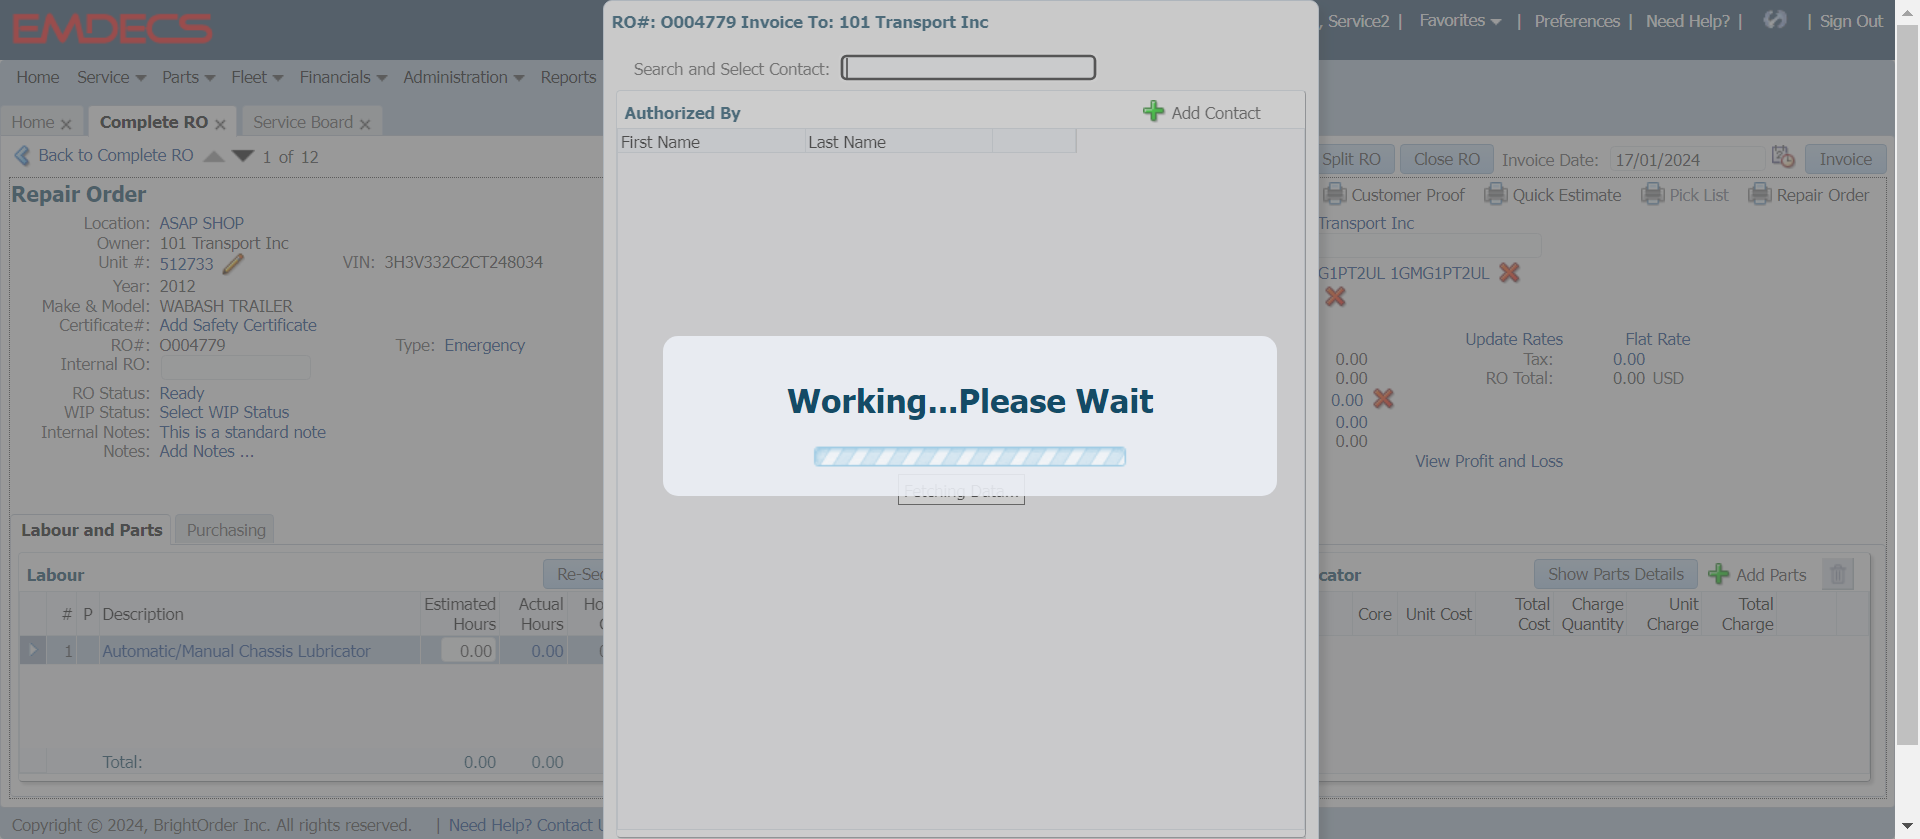 EMDECS
RO#: O004779 Invoice To: 101 Transport Inc
, Service2 | Favorites | Preferences | Need Help? | | Sign Out
Home Service Parts Fleet Financials Administration Reports
Search and Select Contact:
Home Complete RO Service Board
Authorized By Add Contact
First Name Last Name
Back to Complete RO 1 of 12
Split RO Close RO Invoice Date: 17/01/2024 Invoice
Repair Order
Customer Proof Quick Estimate Pick List Repair Order
Location: ASAP SHOP
Transport Inc
Owner: 101 Transport Inc
Unit #: 512733 VIN: 3H3V332C2CT248034
G1PT2UL 1GMG1PT2UL
Year: 2012
Make & Model: WABASH TRAILER
Certificate#: Add Safety Certificate
RO#: O004779 Type: Emergency
Internal RO:
Update Rates Flat Rate
0.00 Tax: 0.00
0.00 RO Total: 0.00 USD
0.00
0.00
0.00
View Profit and Loss
RO Status: Ready
WIP Status: Select WIP Status
Internal Notes: This is a standard note
Notes: Add Notes ...
Working...Please Wait
Fetching Data...
Labour and Parts Purchasing
Labour Re-Sec
cator Show Parts Details Add Parts
# P Description Estimated Hours Actual Hours Ho
Core Unit Cost Total Cost Charge Quantity Unit Charge Total Charge
1 Automatic/Manual Chassis Lubricator 0.00 0.00
Total: 0.00 0.00
Copyright © 2024, BrightOrder Inc. All rights reserved. | Need Help? Contact